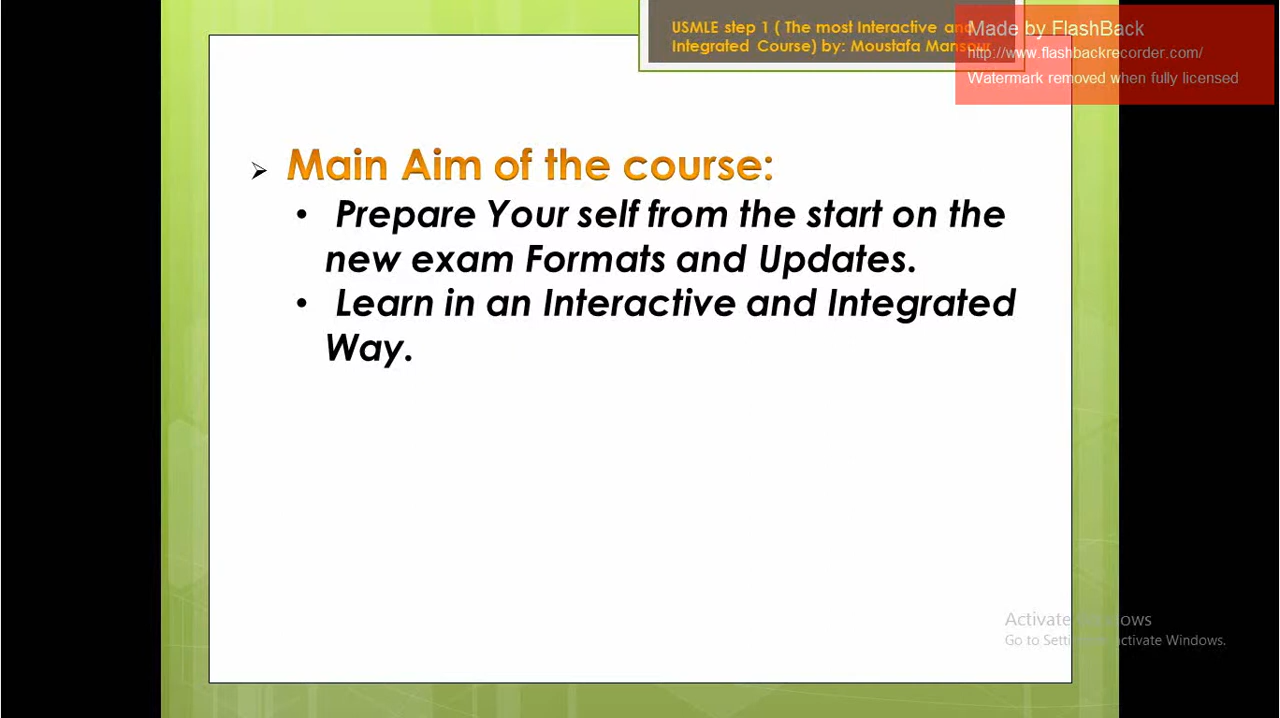 USMLE step 1 ( The most Interactive and
Integrated Course) by: Moustafa Mansour
Made by FlashBack
http://www.flashbackrecorder.com/
Watermark removed when fully licensed
➢ Main Aim of the course:
• Prepare Your self from the start on the
new exam Formats and Updates.
• Learn in an Interactive and Integrated
Way.
Activate Windows
Go to Settings to activate Windows.